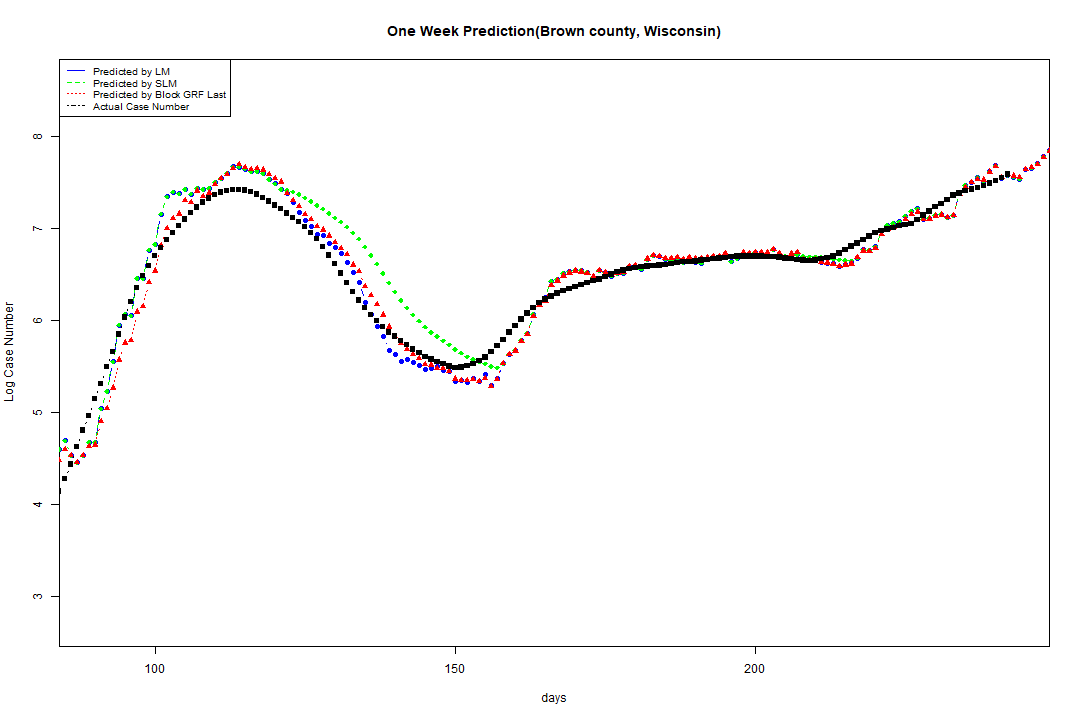 One Week Prediction(Brown county, Wisconsin)
Predicted by LM
Predicted by SLM
Predicted by Block GRF Last
Actual Case Number
8
7
6
5
4
3
Log Case Number
100 150 200
days